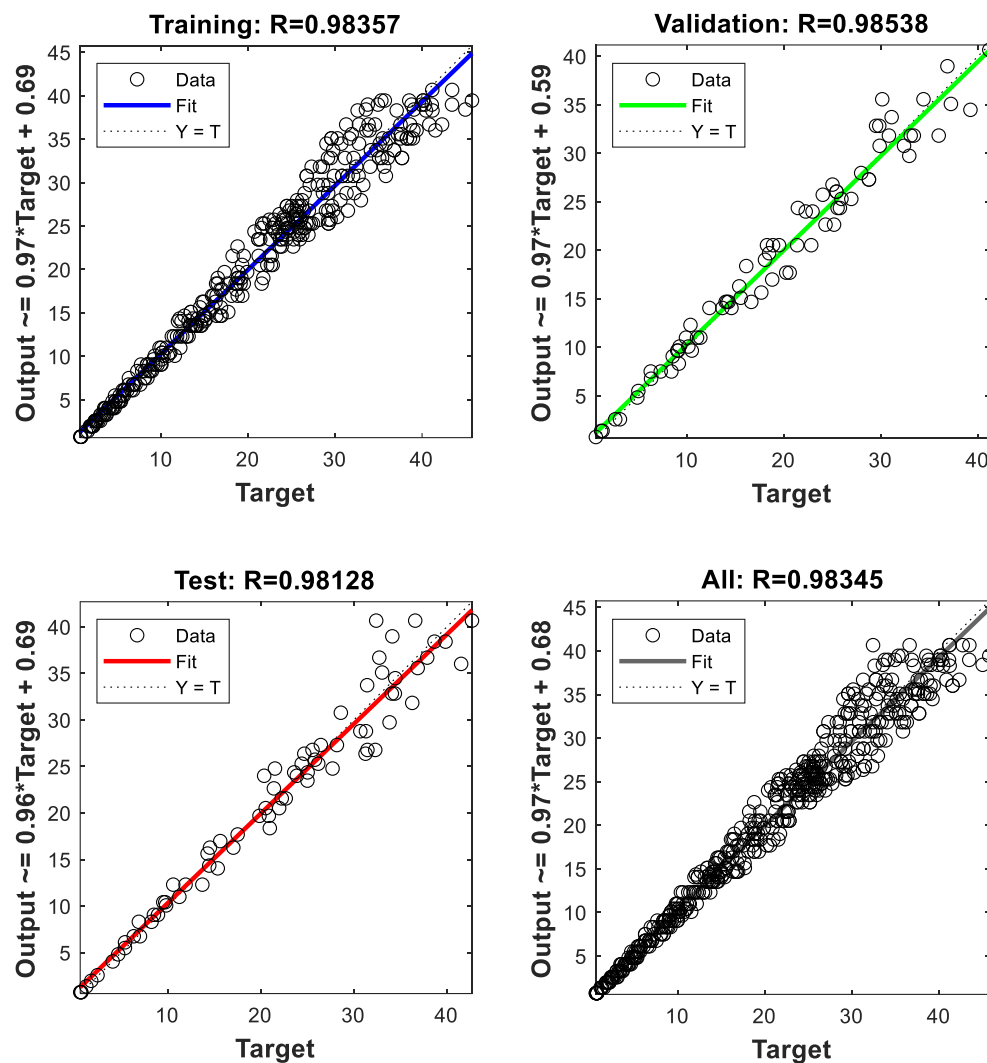 Training: R=0.98357
Output ~= 0.97*Target + 0.69
45
40
35
30
25
20
15
10
5
Data
Fit
Y = T
10
20
30
40
Target
Validation: R=0.98538
Output ~= 0.97*Target + 0.59
40
35
30
25
20
15
10
5
Data
Fit
Y = T
10
20
30
40
Target
Test: R=0.98128
Output ~= 0.96*Target + 0.69
40
35
30
25
20
15
10
5
Data
Fit
Y = T
10
20
30
40
Target
All: R=0.98345
Output ~= 0.97*Target + 0.68
45
40
35
30
25
20
15
10
5
Data
Fit
Y = T
10
20
30
40
Target